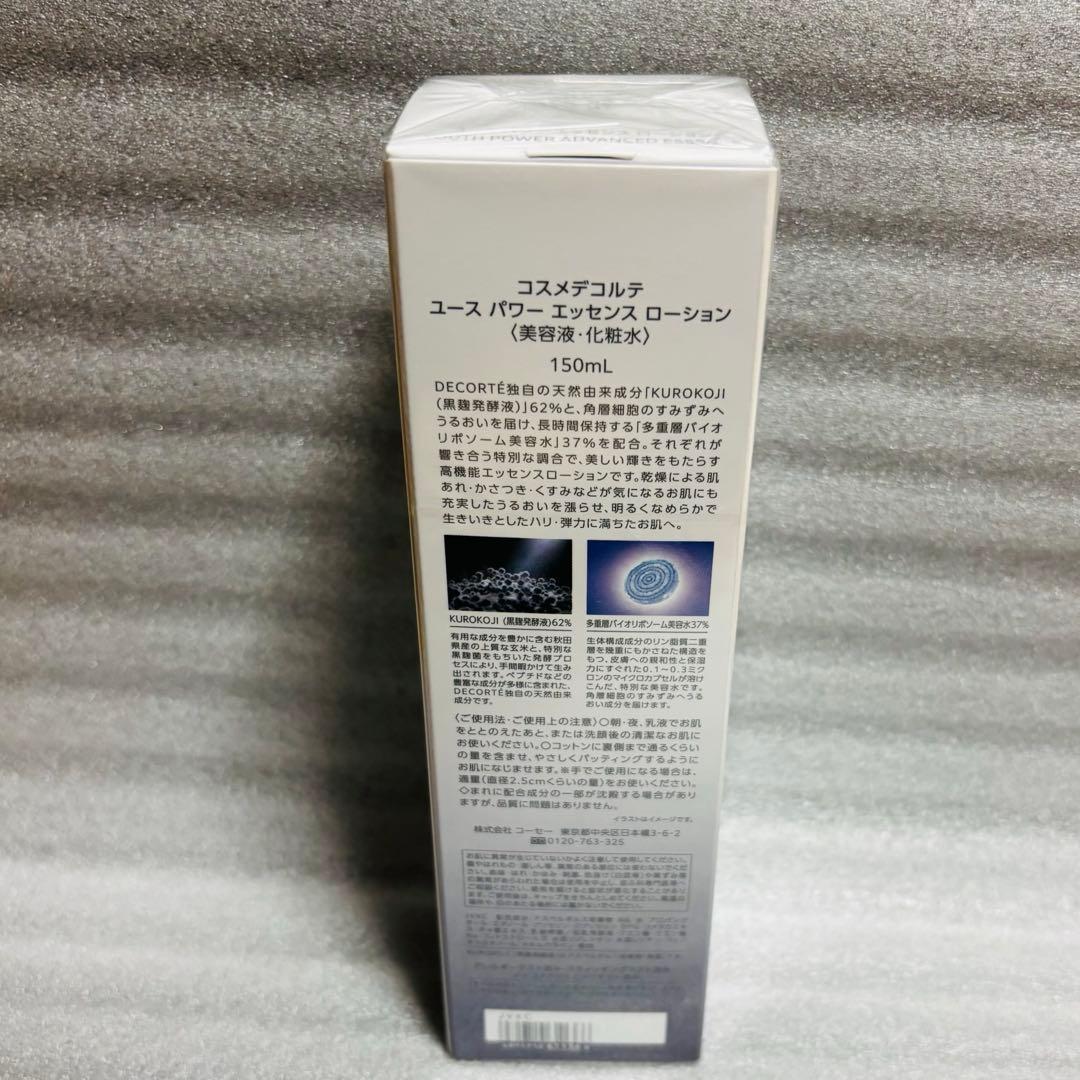 POWER ADVANCED
コスメデコルテ
ユース パワー エッセンス ローション
〈美容液・化粧水〉
150mL
DECORTÉ独自の天然由来成分「KUROKOJI
(黒麹発酵液)」62%と、角層細胞のすみずみへ
うるおいを届け、長時間保持する「多重層バイオ
リポソーム美容水」37%を配合。それぞれが
響き合う特別な調合で、美しい輝きをもたらす
高機能エッセンスローションです。乾燥による肌
あれ・かさつき・くすみなどが気になるお肌にも
充実したうるおいを漲らせ、明るくなめらかで
生きいきとしたハリ・弾力に満ちたお肌へ。
KUROKOJI (黒麹発酵液)62%
有用な成分を豊かに含む秋田
県産の上質な玄米と、特別な
黒麹菌をもちいた発酵プロ
セスにより、手間暇かけて生み
出されます。ペプチドなどの
豊富な成分が多様に含まれた、
DECORTÉ独自の天然由来
成分です。
多重層バイオリポソーム美容水37%
生体構成成分のリン脂質二重
層を幾重にもかさねた構造を
もつ、皮膚への親和性と保湿
力にすぐれた0.1~0.3ミク
ロンのマイクロカプセルが溶け
こんだ、特別な美容水です。
角層細胞のすみずみへうる
おい成分を届けます。
〈ご使用法・ご使用上の注意〉○朝・夜、乳液でお肌
をととのえたあと、または洗顔後の清潔なお肌に
お使いください。○コットンに裏側まで通るくらい
の量を含ませ、やさしくパッティングするように
お肌になじませます。※手でご使用になる場合は、
適量(直径2.5cmくらいの量)をお使いください。
◇まれに配合成分の一部が沈殿する場合があり
ますが、品質に問題はありません。
イラストはイメージです。
株式会社 コーセー 東京都中央区日本橋3-6-2
0120-763-325
お肌に異常が生じていないかよく注意して使用してください。